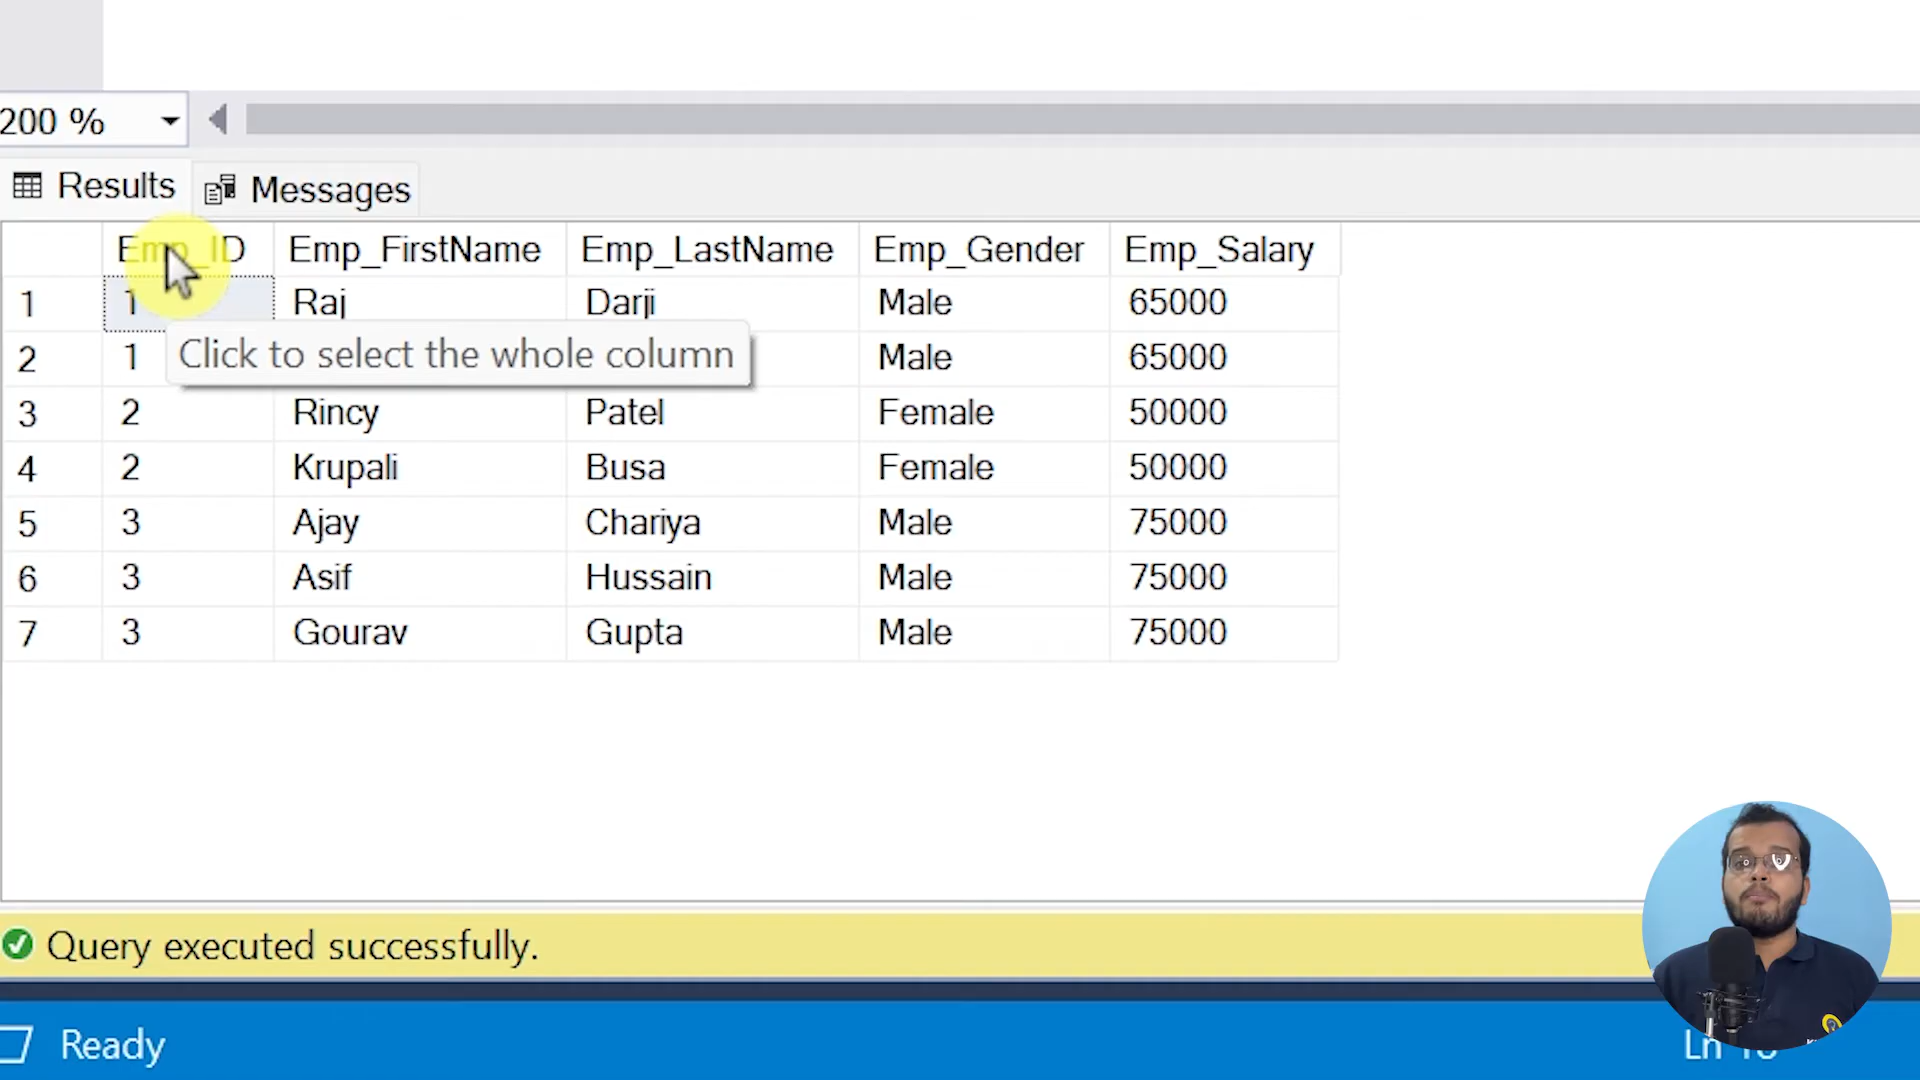 200 %
Results Messages
Emp_ID Emp_FirstName Emp_LastName Emp_Gender Emp_Salary
1 1 Raj Darji Male 65000
Click to select the whole column
2 1 Male 65000
3 2 Rincy Patel Female 50000
4 2 Krupali Busa Female 50000
5 3 Ajay Chariya Male 75000
6 3 Asif Hussain Male 75000
7 3 Gourav Gupta Male 75000
Query executed successfully.
Ready Ln